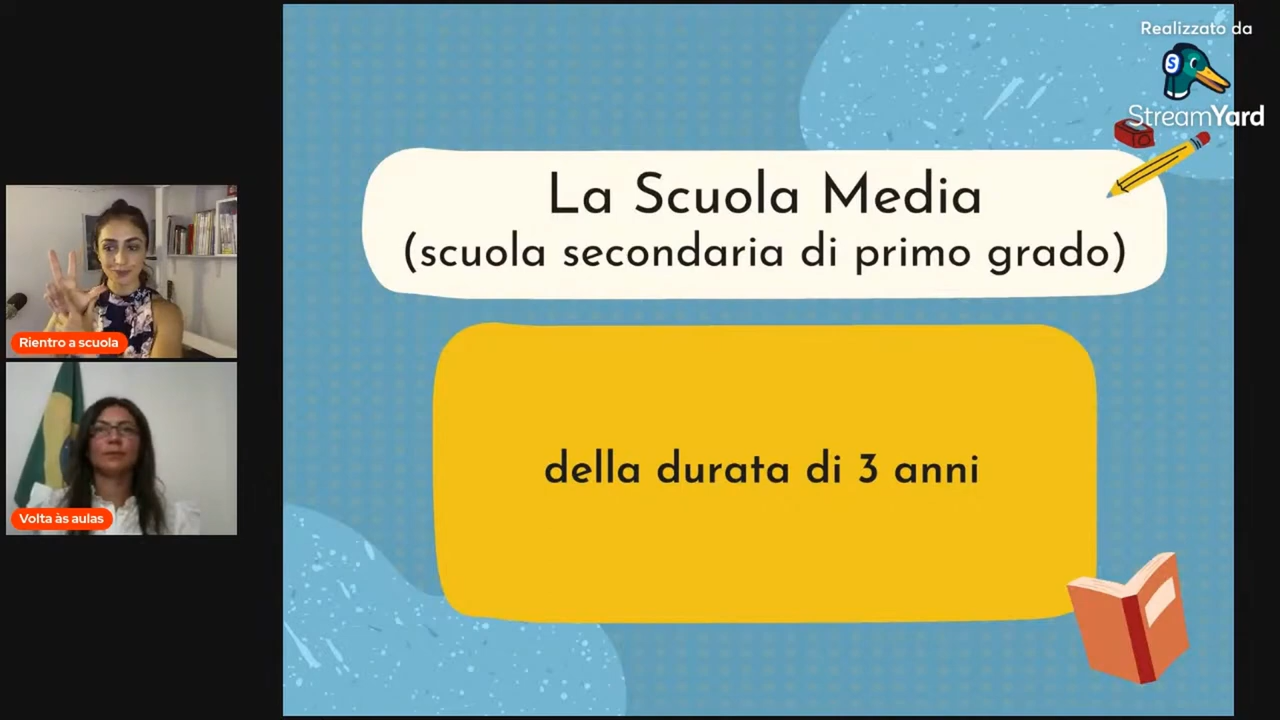 Realizzato da
StreamYard
La Scuola Media
(scuola secondaria di primo grado)
della durata di 3 anni
Rientro a scuola
Volta às aulas